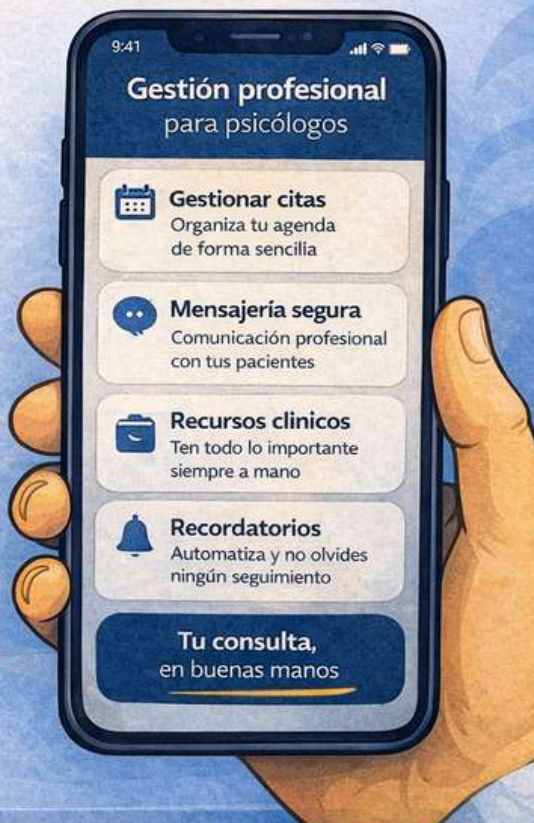 9:41
Gestión profesional
para psicólogos
Gestionar citas
Organiza tu agenda
de forma sencilla
Mensajería segura
Comunicación profesional
con tus pacientes
Recursos clinicos
Ten todo lo importante
siempre a mano
Recordatorios
Automatiza y no olvides
ningún seguimiento
Tu consulta,
en buenas manos